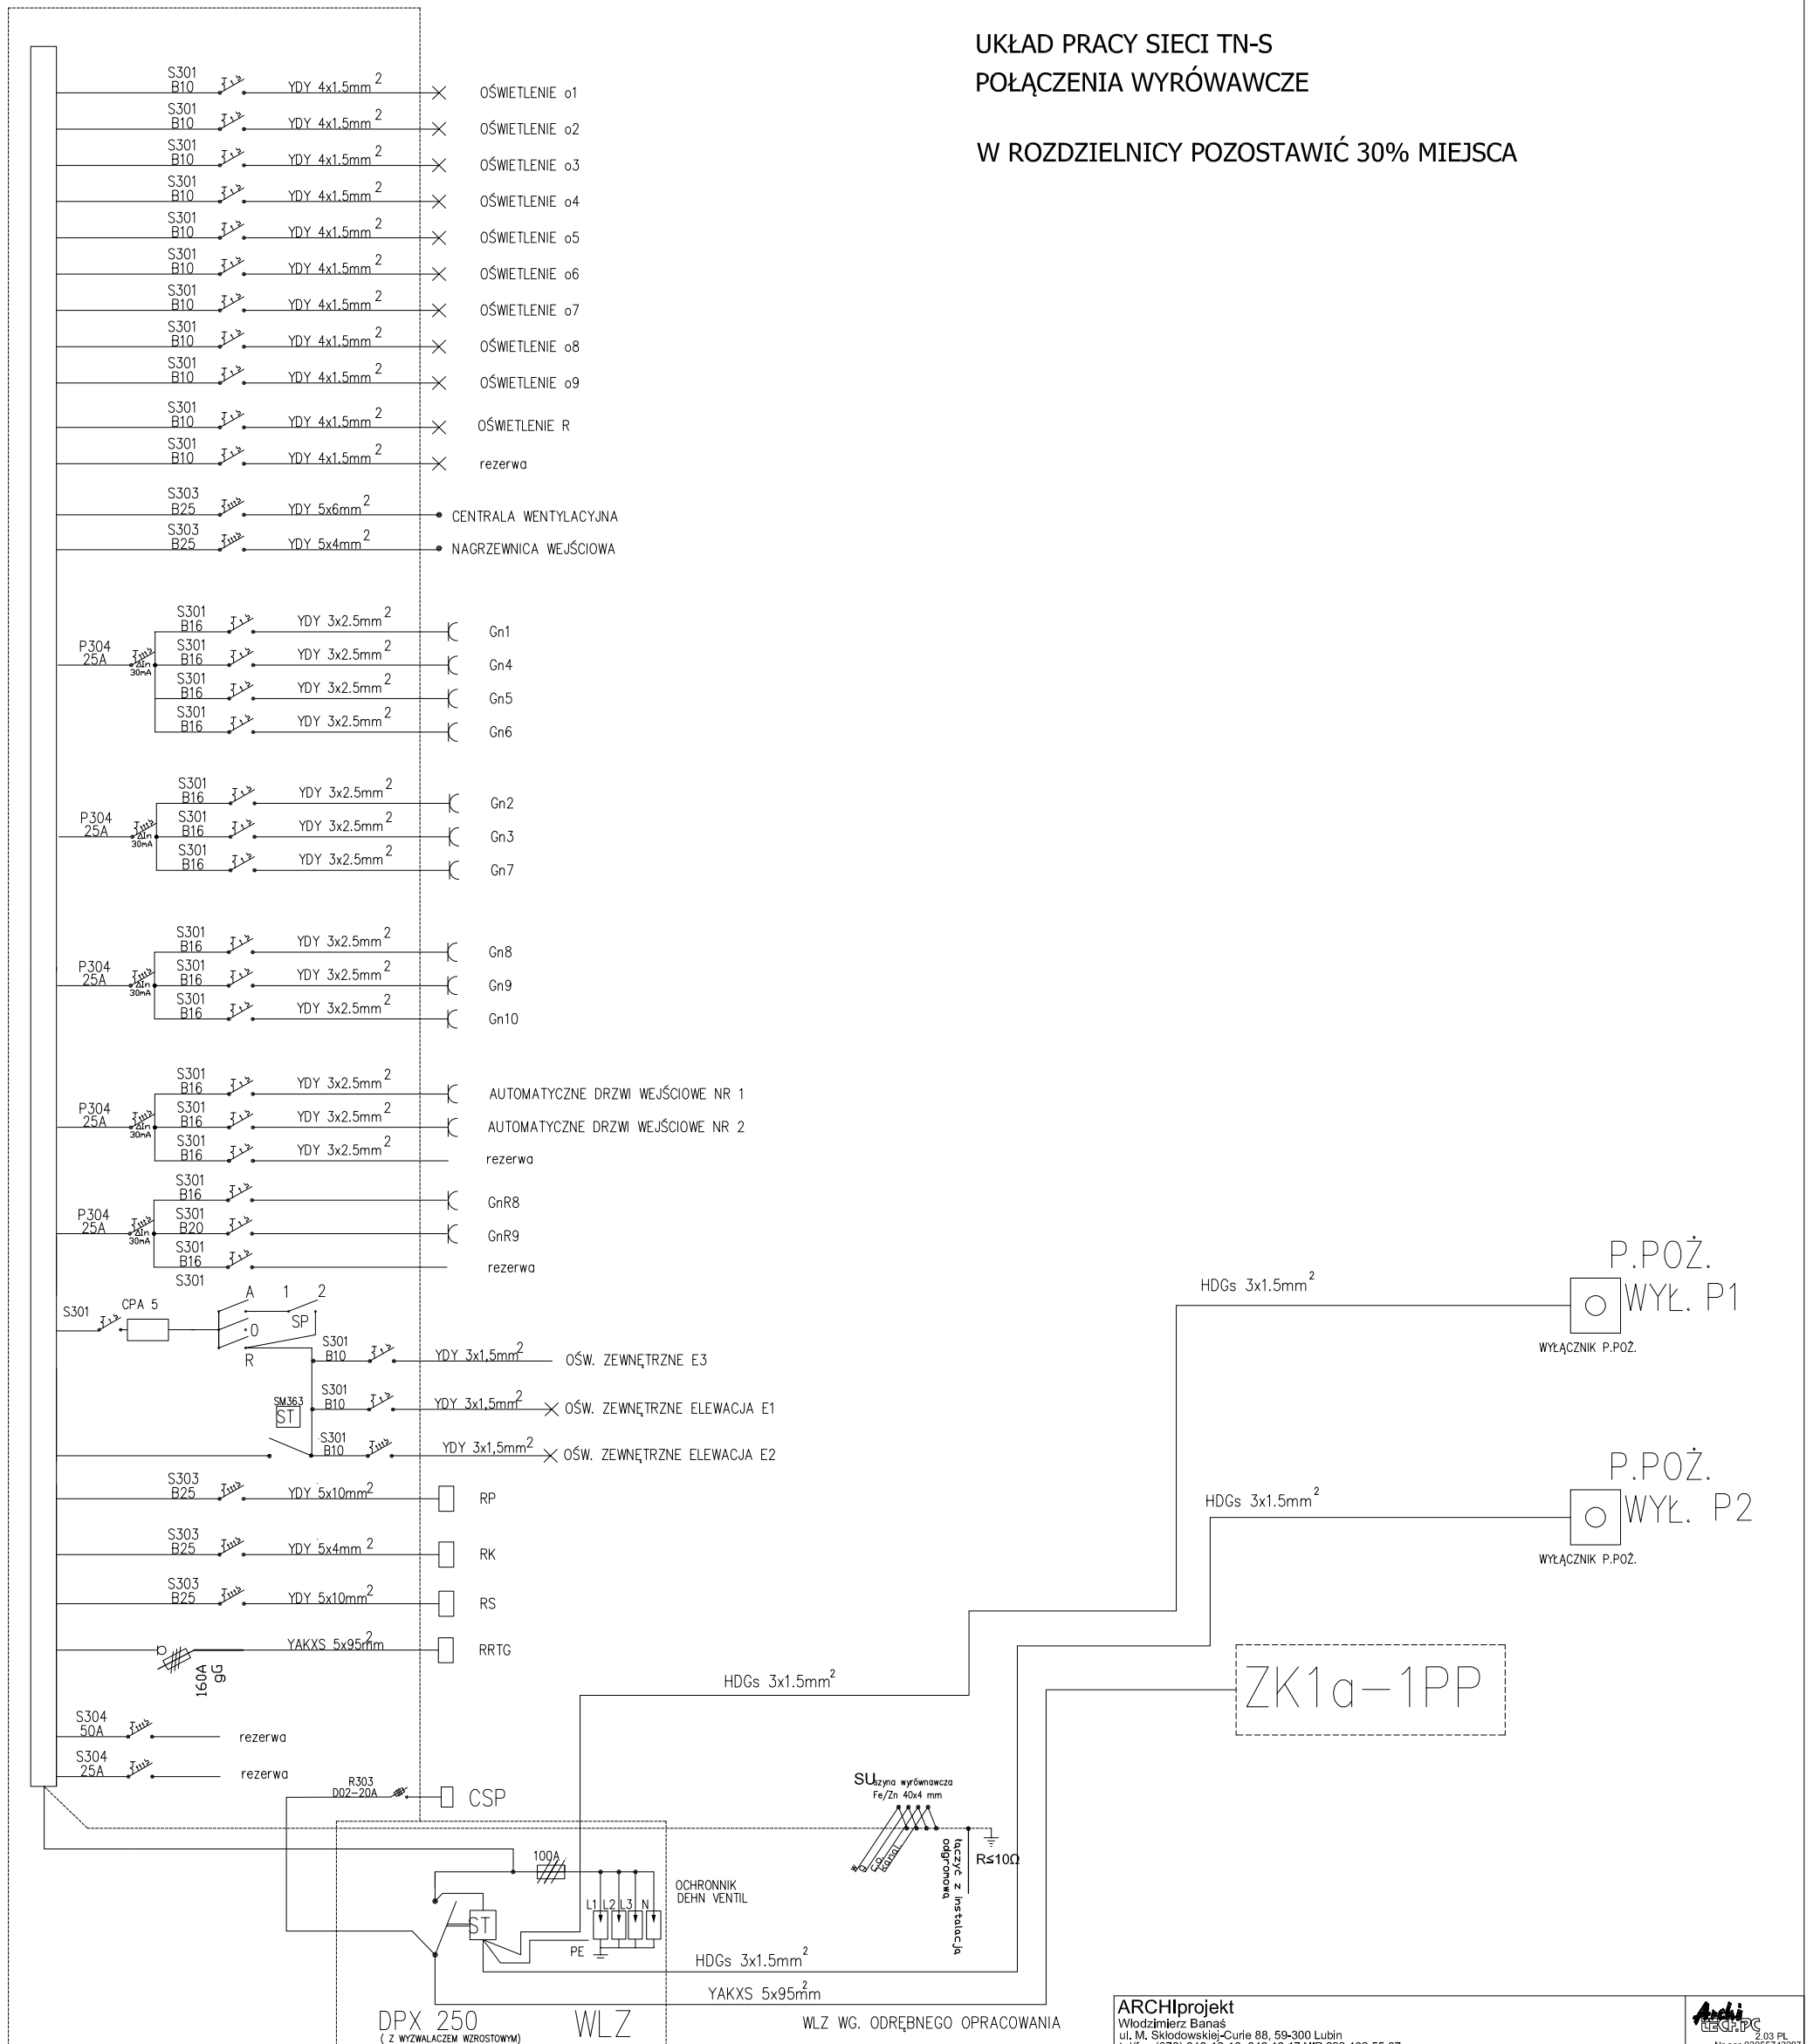 UKŁAD PRACY SIECI TN-S
POŁĄCZENIA WYRÓWAWCZE
W ROZDZIELNICY POZOSTAWIĆ 30% MIEJSCA
S301
B10 YDY 4x1.5mm2 OŚWIETLENIE o1
S301
B10 YDY 4x1.5mm2 OŚWIETLENIE o2
S301
B10 YDY 4x1.5mm2 OŚWIETLENIE o3
S301
B10 YDY 4x1.5mm2 OŚWIETLENIE o4
S301
B10 YDY 4x1.5mm2 OŚWIETLENIE o5
S301
B10 YDY 4x1.5mm2 OŚWIETLENIE o6
S301
B10 YDY 4x1.5mm2 OŚWIETLENIE o7
S301
B10 YDY 4x1.5mm2 OŚWIETLENIE o8
S301
B10 YDY 4x1.5mm2 OŚWIETLENIE o9
S301
B10 YDY 4x1.5mm2 OŚWIETLENIE R
S301
B10 YDY 4x1.5mm2 rezerwa
S303
B25 YDY 5x6mm2 CENTRALA WENTYLACYJNA
S303
B25 YDY 5x4mm2 NAGRZEWNICA WEJŚCIOWA
P304
25A
ΔIn
30mA
S301
B16 YDY 3x2.5mm2 Gn1
S301
B16 YDY 3x2.5mm2 Gn4
S301
B16 YDY 3x2.5mm2 Gn5
S301
B16 YDY 3x2.5mm2 Gn6
P304
25A
ΔIn
30mA
S301
B16 YDY 3x2.5mm2 Gn2
S301
B16 YDY 3x2.5mm2 Gn3
S301
B16 YDY 3x2.5mm2 Gn7
P304
25A
ΔIn
30mA
S301
B16 YDY 3x2.5mm2 Gn8
S301
B16 YDY 3x2.5mm2 Gn9
S301
B16 YDY 3x2.5mm2 Gn10
P304
25A
ΔIn
30mA
S301
B16 YDY 3x2.5mm2 AUTOMATYCZNE DRZWI WEJŚCIOWE NR 1
S301
B16 YDY 3x2.5mm2 AUTOMATYCZNE DRZWI WEJŚCIOWE NR 2
S301
B16 YDY 3x2.5mm2 rezerwa
P304
25A
ΔIn
30mA
S301
B16 GnR8
S301
B20 GnR9
S301
B16 rezerwa
S301
S301 CPA 5 A 1 2
0 SP
R
S301
B10 YDY 3x1,5mm2 OŚW. ZEWNĘTRZNE E3
SM363
ST
S301
B10 YDY 3x1,5mm2 OŚW. ZEWNĘTRZNE ELEWACJA E1
S301
B10 YDY 3x1,5mm2 OŚW. ZEWNĘTRZNE ELEWACJA E2
S303
B25 YDY 5x10mm2 RP
S303
B25 YDY 5x4mm2 RK
S303
B25 YDY 5x10mm2 RS
160A
gG
YAKXS 5x95mm2 RRTG
S304
50A rezerwa
S304
25A rezerwa
R303
D02-20A CSP
HDGs 3x1.5mm2
P.POŻ.
WYŁ. P1
WYŁĄCZNIK P.POŻ.
HDGs 3x1.5mm2
P.POŻ.
WYŁ. P2
WYŁĄCZNIK P.POŻ.
HDGs 3x1.5mm2
ZK1a-1PP
SU szyna wyrównawcza
Fe/Zn 40x4 mm
w
g
c.o.
kanal.
łączyć z instalacją
odgromową
R≤10Ω
100A
OCHRONNIK
DEHN VENTIL
L1 L2 L3 N
ST
PE
HDGs 3x1.5mm2
YAKXS 5x95mm2
DPX 250
( Z WYZWALACZEM WZROSTOWYM)
WLZ
WLZ WG. ODRĘBNEGO OPRACOWANIA
ARCHIprojekt
Włodzimierz Banaś
ul. M. Skłodowskiej-Curie 88, 59-300 Lubin
Archi
TECH.PC
2.03 PL